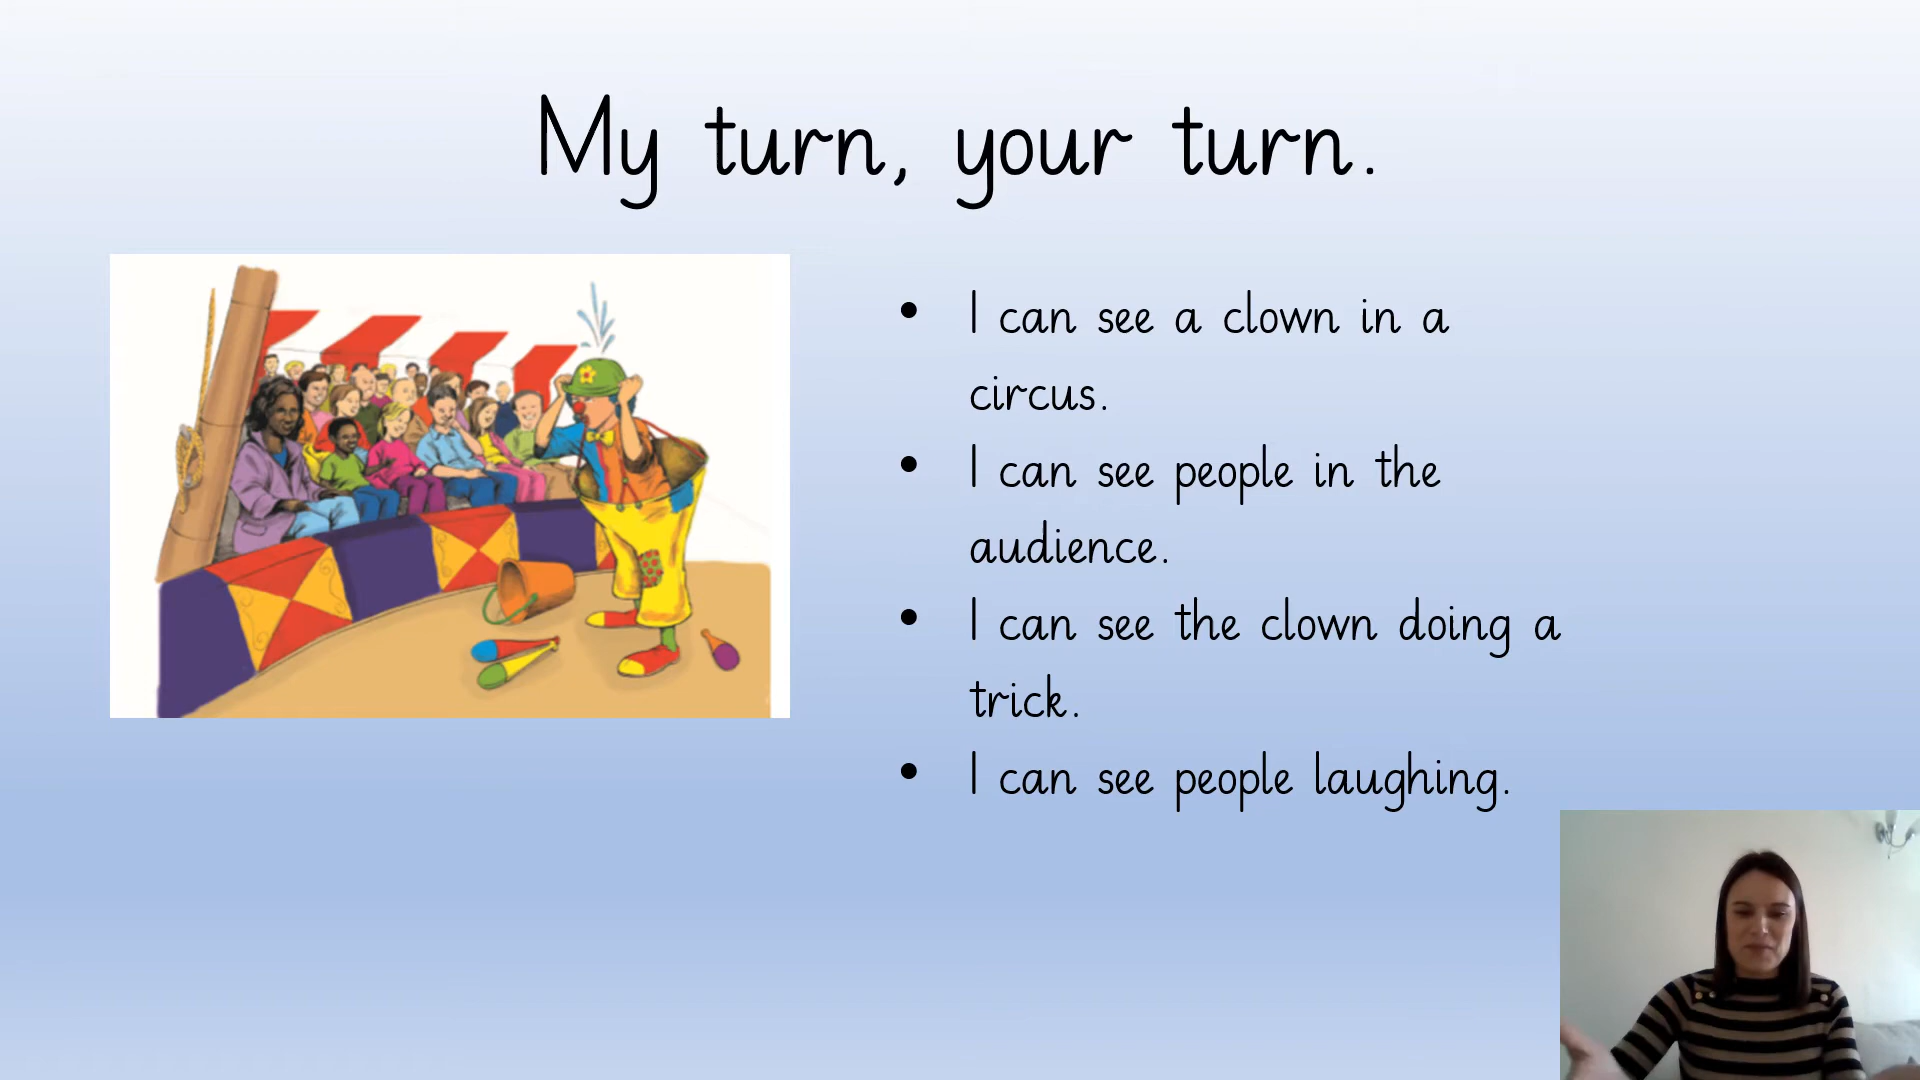 My turn, your turn.
• I can see a clown in a
circus.
• I can see people in the
audience.
• I can see the clown doing a
trick.
• I can see people laughing.